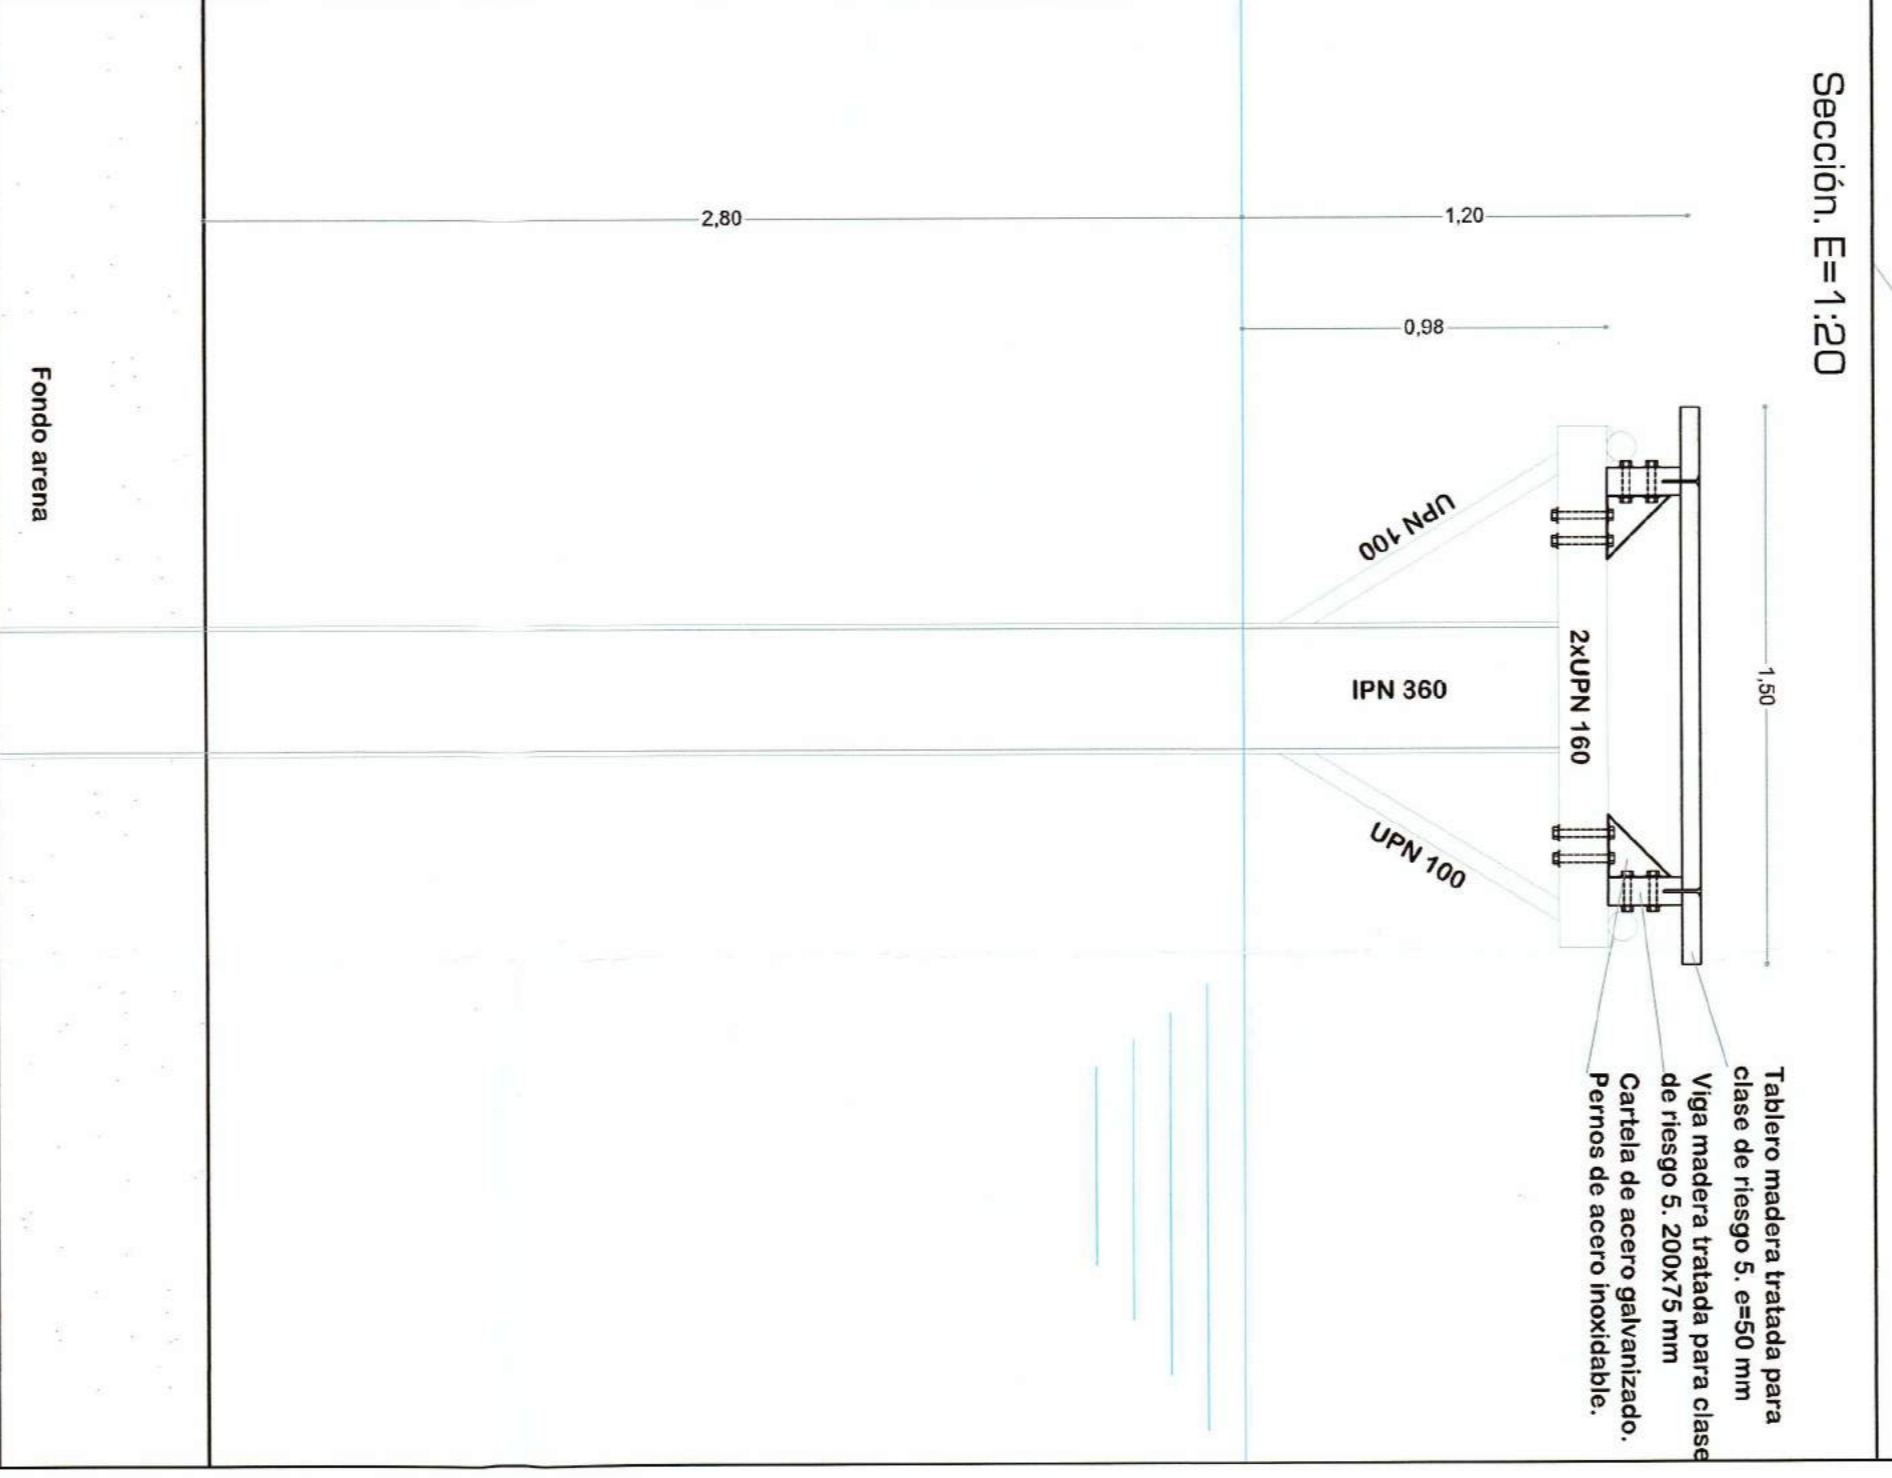 Sección. E=1:20
1,50
Tablero madera tratada para
clase de riesgo 5. e=50 mm
Viga madera tratada para clase
de riesgo 5. 200x75 mm
Cartela de acero galvanizado.
Pernos de acero inoxidable.
1,20
0,98
2xUPN 160
UPN 100
UPN 100
IPN 360
2,80
Fondo arena